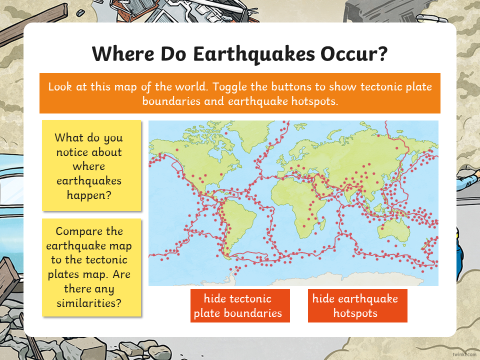 Where Do Earthquakes Occur?
Look at this map of the world. Toggle the buttons to show tectonic plate
boundaries and earthquake hotspots.
What do you
notice about
where
earthquakes
happen?
Compare the
earthquake map
to the tectonic
plates map. Are
there any
similarities?
hide tectonic
plate boundaries
hide earthquake
hotspots